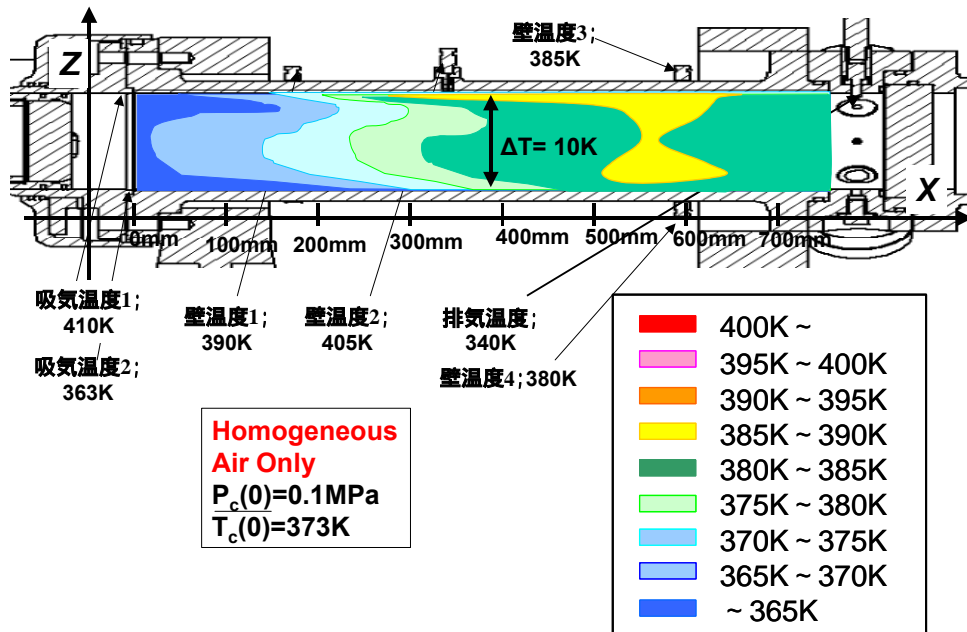 壁温度3;
385K
Z
ΔT= 10K
X
0mm
100mm
200mm
300mm
400mm
500mm
600mm
700mm
吸気温度1;
410K
吸気温度2;
363K
壁温度1;
390K
壁温度2;
405K
排気温度;
340K
壁温度4;380K
Homogeneous
Air Only
Pc(0)=0.1MPa
Tc(0)=373K
400K ~
395K ~ 400K
390K ~ 395K
385K ~ 390K
380K ~ 385K
375K ~ 380K
370K ~ 375K
365K ~ 370K
~ 365K